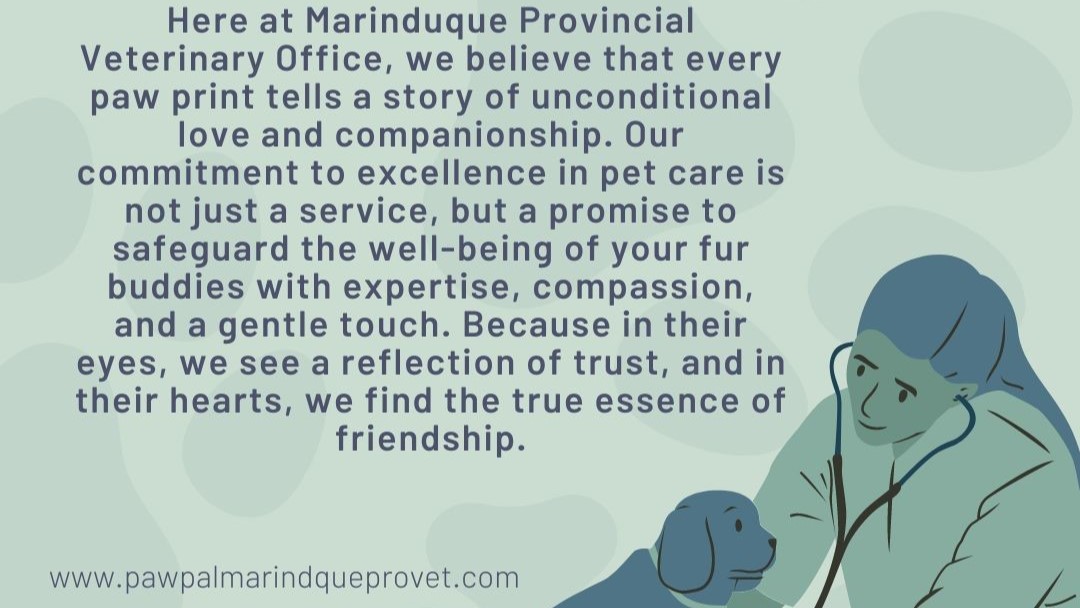 Here at Marinduque Provincial
Veterinary Office, we believe that every
paw print tells a story of unconditional
love and companionship. Our
commitment to excellence in pet care is
not just a service, but a promise to
safeguard the well-being of your fur
buddies with expertise, compassion,
and a gentle touch. Because in their
eyes, we see a reflection of trust, and in
their hearts, we find the true essence of
friendship.
www.pawpalmarindqueprovet.com